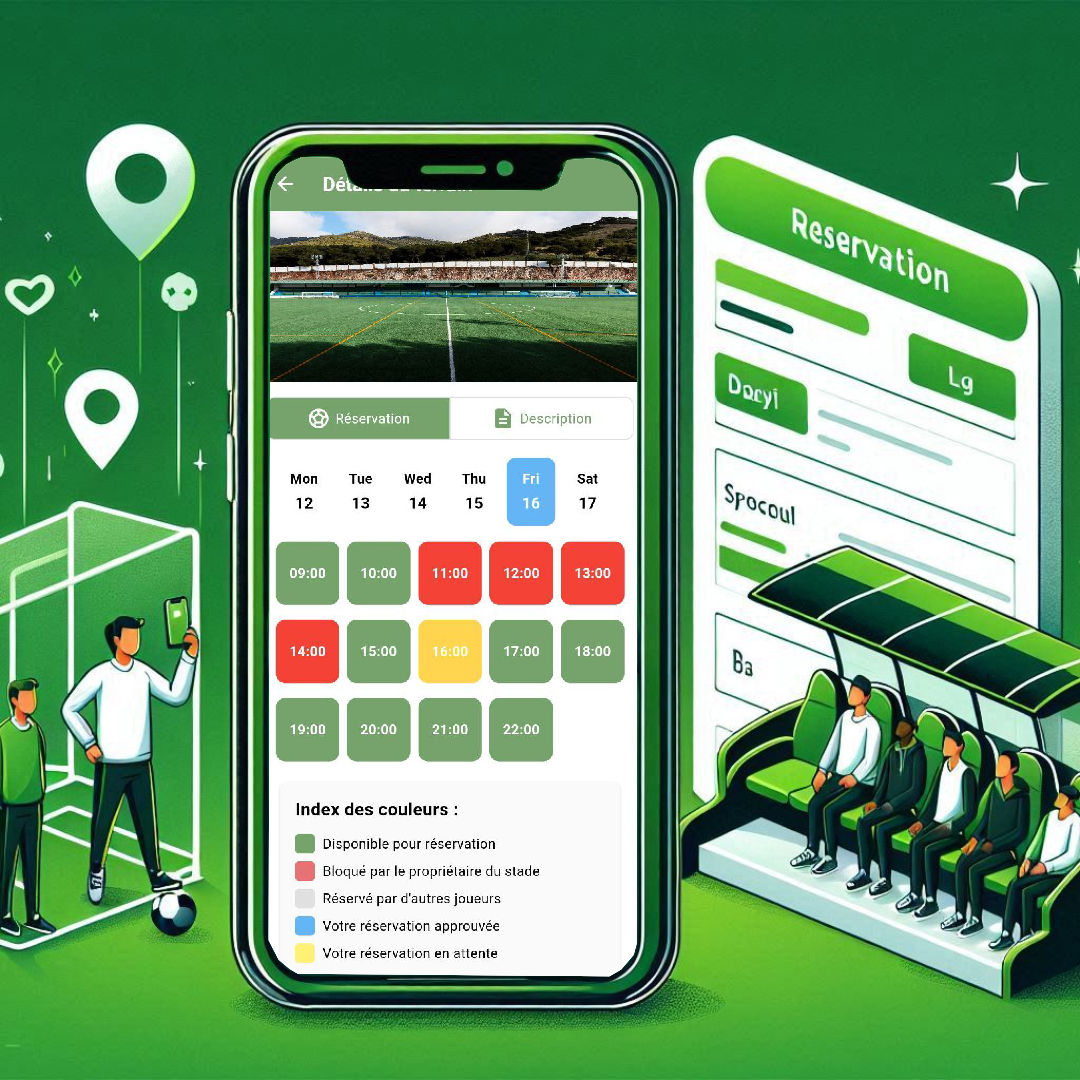 Réservation
Description
Mon Tue Wed Thu Fri Sat
12 13 14 15 16 17
09:00 10:00 11:00 12:00 13:00
14:00 15:00 16:00 17:00 18:00
19:00 20:00 21:00 22:00
Index des couleurs :
Disponible pour réservation
Bloqué par le propriétaire du stade
Réservé par d'autres joueurs
Votre réservation approuvée
Votre réservation en attente
Reservation
Lg
Dacyi
Spocoul
Ba